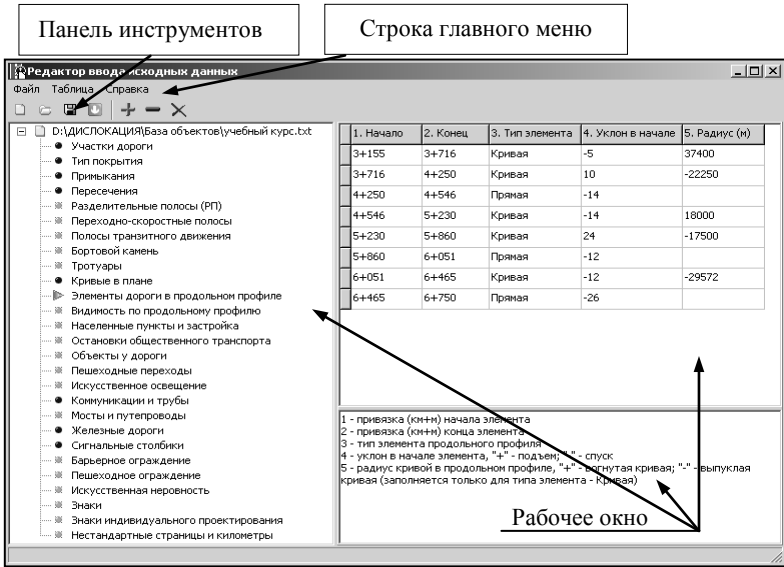 Панель инструментов
Строка главного меню
Редактор ввода исходных данных
Файл Таблица Справка
D:\ДИСЛОКАЦИЯ\База объектов\учебный курс.txt
Участки дороги
Тип покрытия
Примыкания
Пересечения
Разделительные полосы (РП)
Переходно-скоростные полосы
Полосы транзитного движения
Бортовой камень
Тротуары
Кривые в плане
Элементы дороги в продольном профиле
Видимость по продольному профилю
Населенные пункты и застройка
Остановки общественного транспорта
Объекты у дороги
Пешеходные переходы
Искусственное освещение
Коммуникации и трубы
Мосты и путепроводы
Железные дороги
Сигнальные столбики
Барьерное ограждение
Пешеходное ограждение
Искусственная неровность
Знаки
Знаки индивидуального проектирования
Нестандартные страницы и километры
1. Начало 2. Конец 3. Тип элемента 4. Уклон в начале 5. Радиус (м)
3+155 3+716 Кривая -5 37400
3+716 4+250 Кривая 10 -22250
4+250 4+546 Прямая -14
4+546 5+230 Кривая -14 18000
5+230 5+860 Кривая 24 -17500
5+860 6+051 Прямая -12
6+051 6+465 Кривая -12 -29572
6+465 6+750 Прямая -26
1 - привязка (км+м) начала элемента
2 - привязка (км+м) конца элемента
3 - тип элемента продольного профиля
4 - уклон в начале элемента, "+" - подъем; "-" - спуск
5 - радиус кривой в продольном профиле, "+" - вогнутая кривая; "-" - выпуклая
кривая (заполняется только для типа элемента - Кривая)
Рабочее окно